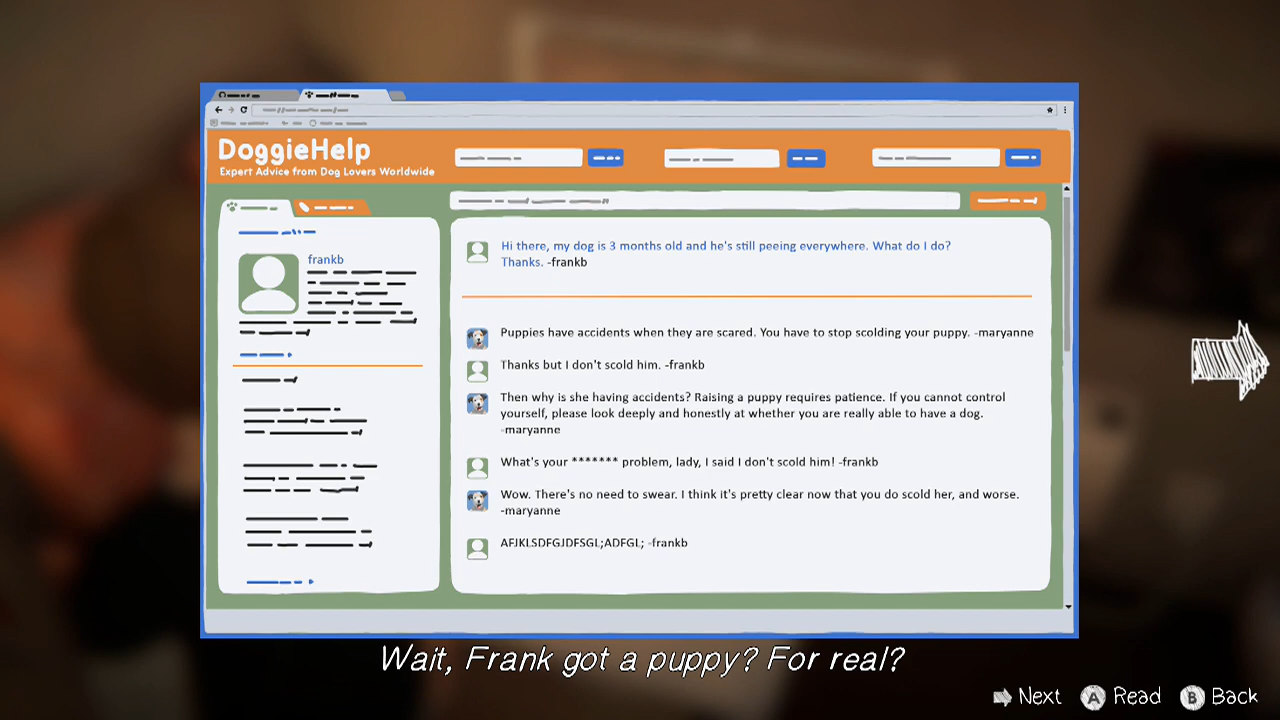 DoggieHelp
Expert Advice from Dog Lovers Worldwide
frankb
Hi there, my dog is 3 months old and he's still peeing everywhere. What do I do?
Thanks. -frankb
Puppies have accidents when they are scared. You have to stop scolding your puppy. -maryanne
Thanks but I don't scold him. -frankb
Then why is she having accidents? Raising a puppy requires patience. If you cannot control
yourself, please look deeply and honestly at whether you are really able to have a dog.
-maryanne
What's your ******* problem, lady, I said I don't scold him! -frankb
Wow. There's no need to swear. I think it's pretty clear now that you do scold her, and worse.
-maryanne
AFJKLSDFGJDFSGL;ADFGL; -frankb
Wait, Frank got a puppy? For real?
Next A Read B Back